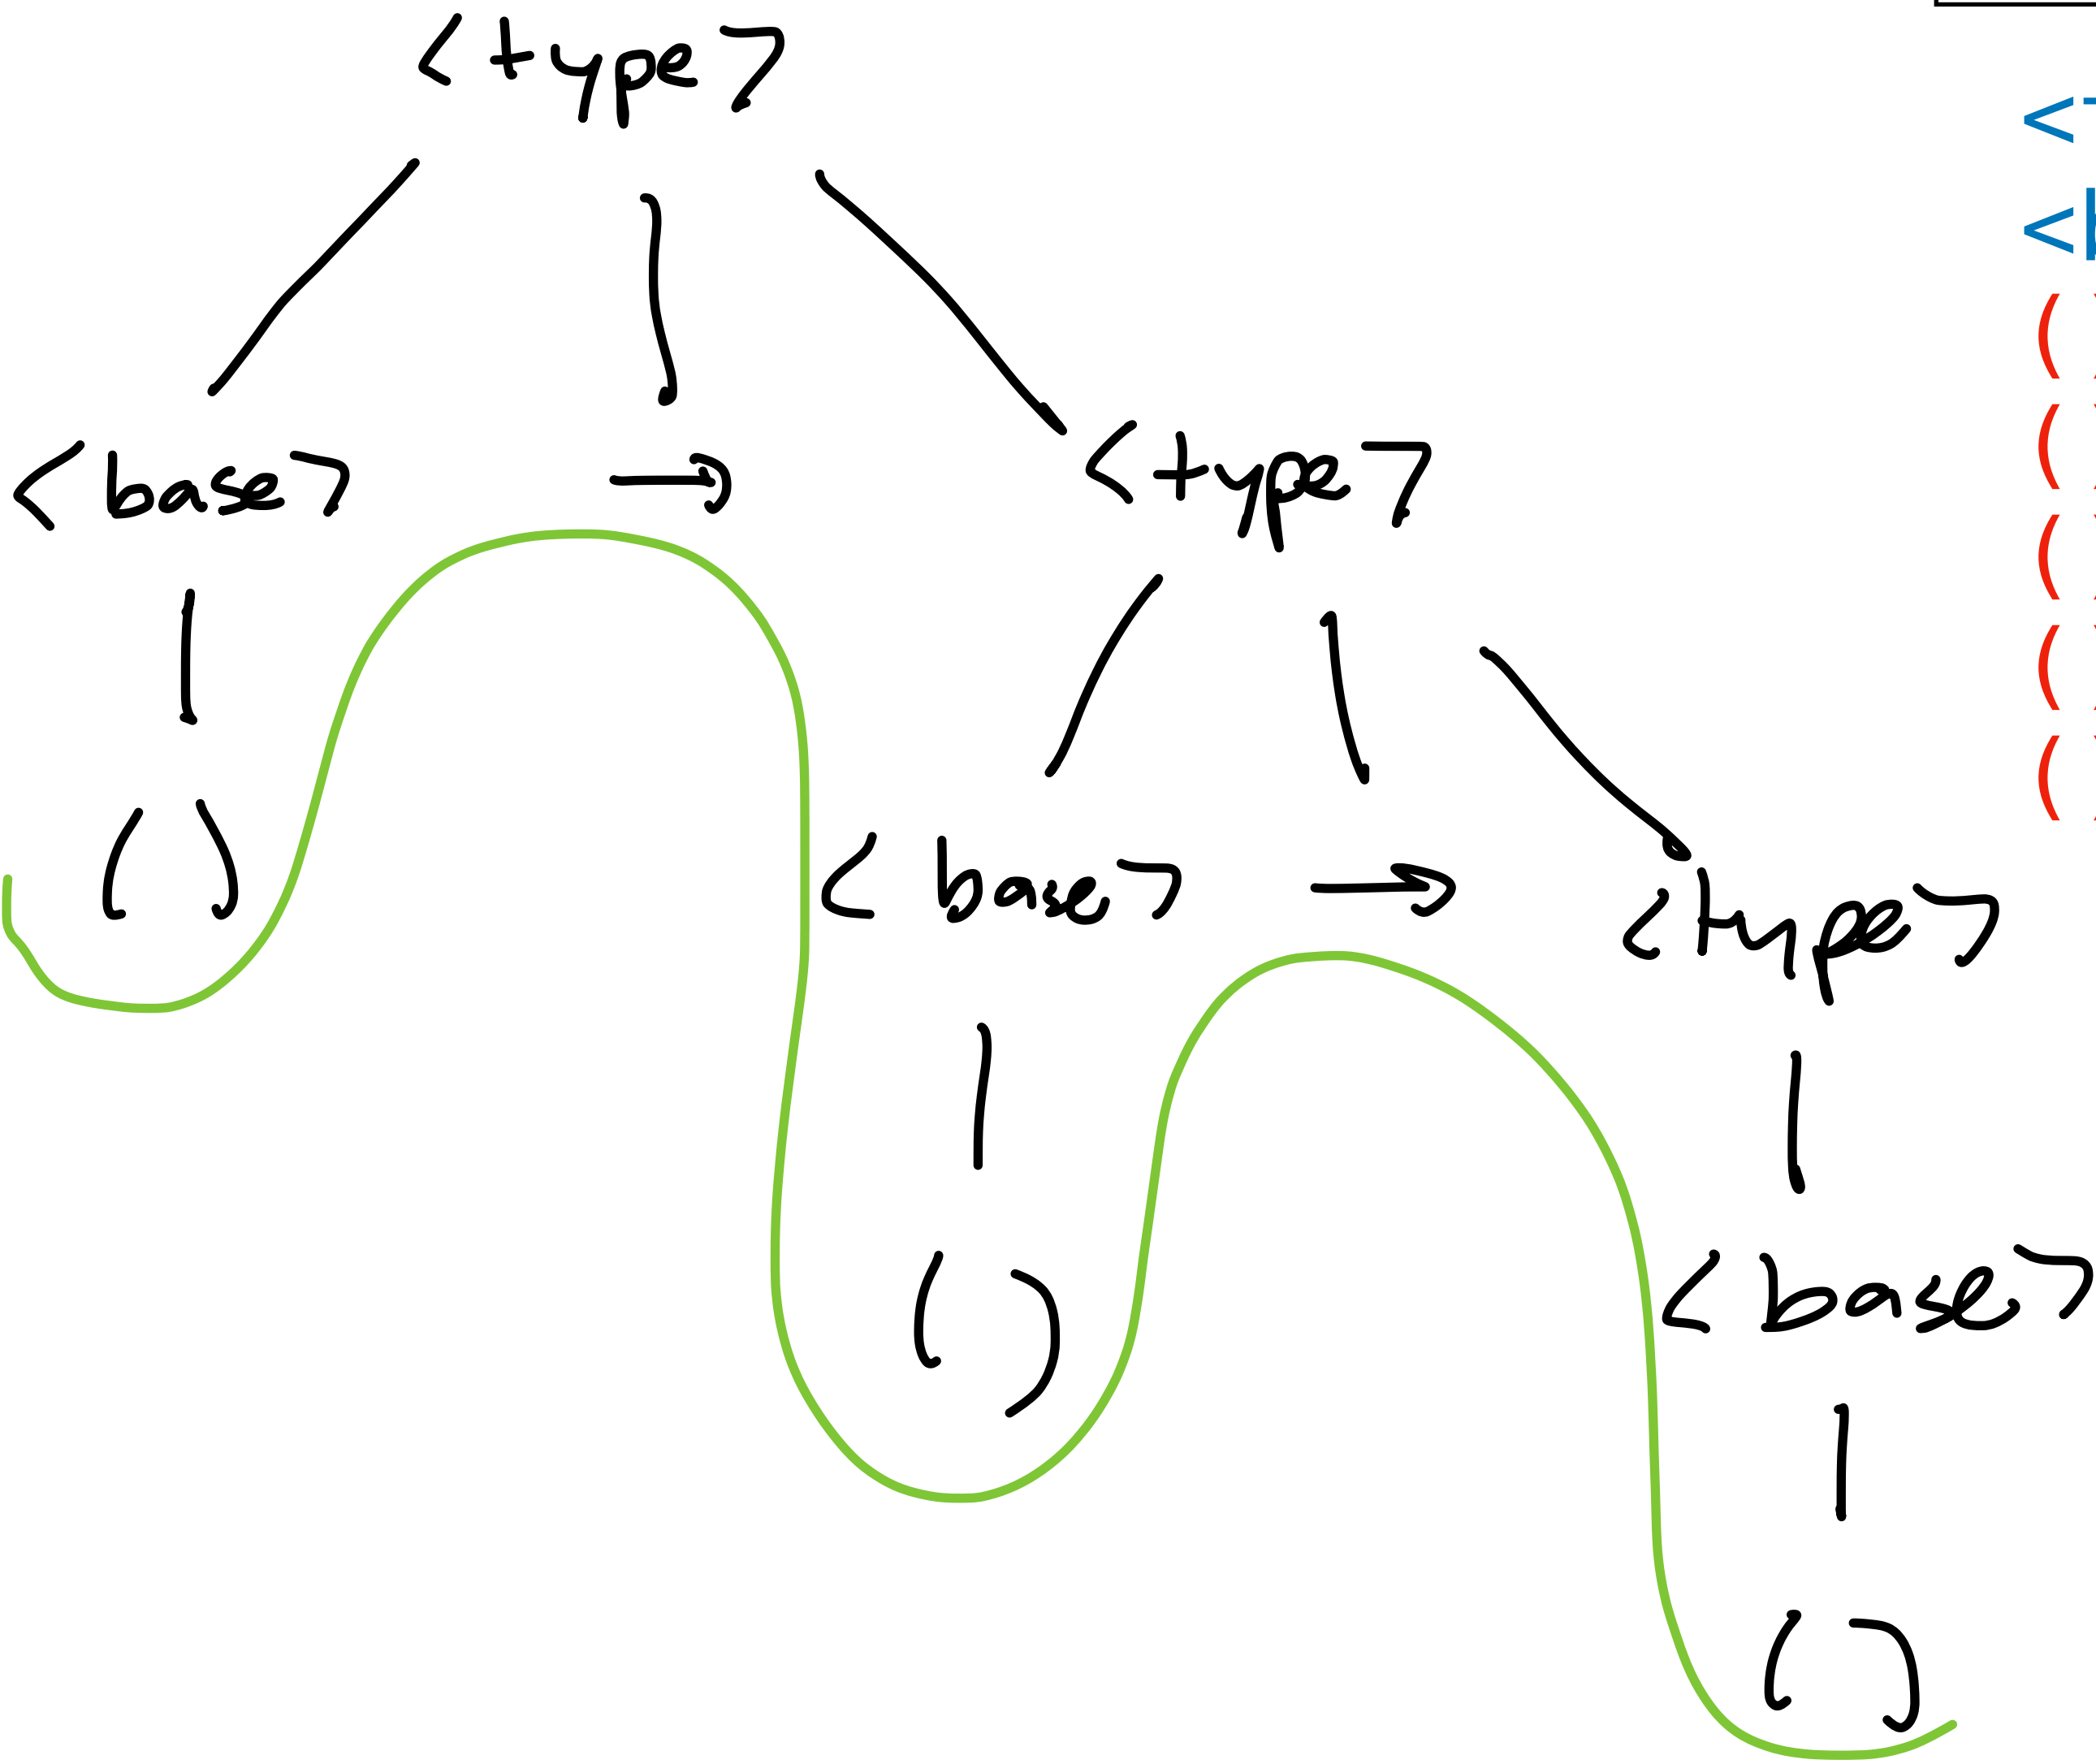 <type>
<base> → <type>
() <base> → <type>
() <base>
()
<
<
(
(
(
(
(